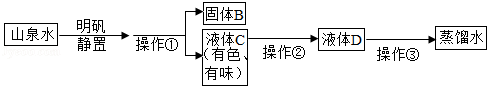 山泉水
明矾
静置
操作①
固体B
液体C
(有色、
有味)
操作②
液体D
操作③
蒸馏水